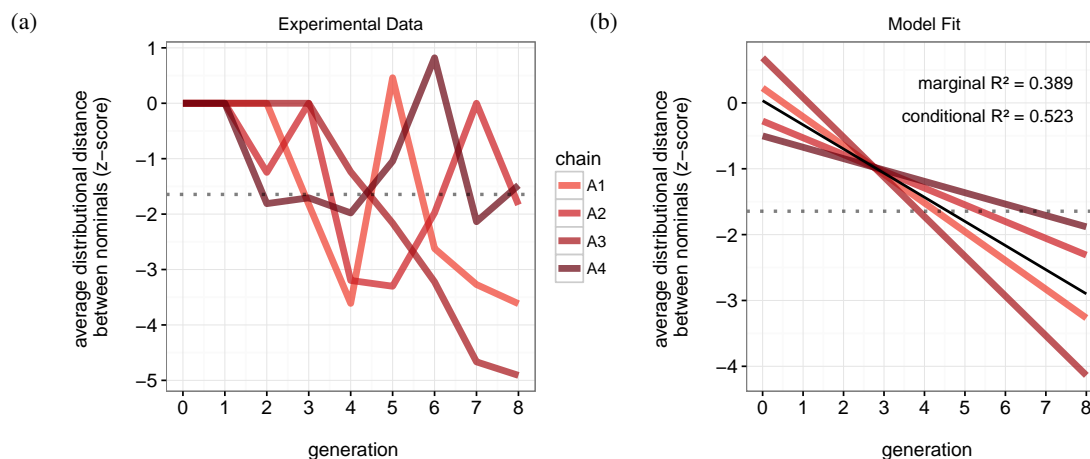 (a)
Experimental Data
average distributional distance
between nominals (z−score)
1
0
−1
−2
−3
−4
−5
0 1 2 3 4 5 6 7 8
generation
chain
A1
A2
A3
A4
(b)
Model Fit
average distributional distance
between nominals (z−score)
marginal R² = 0.389
conditional R² = 0.523
0
−1
−2
−3
−4
0 1 2 3 4 5 6 7 8
generation